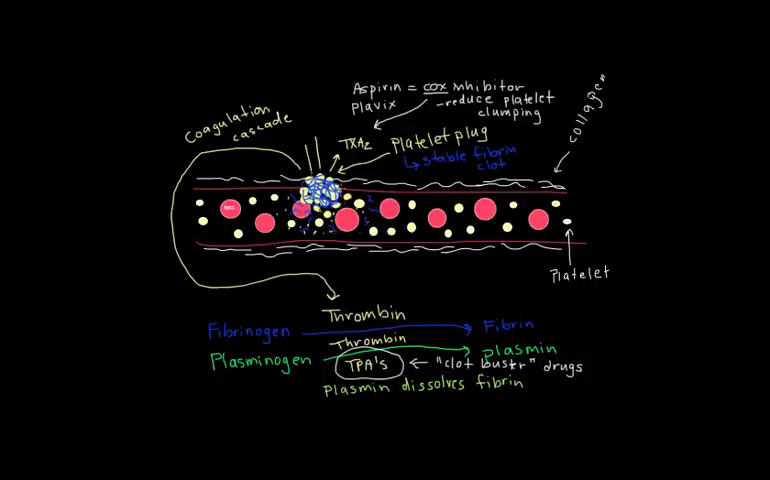 Aspirin = cox inhibitor
Plavix
-reduce platelet
clumping
collagen
Coagulation
cascade
TXA2
Platelet plug
stable fibrin
clot
RBC
Platelet
Thrombin
Fibrinogen
Fibrin
Thrombin
Plasminogen
plasmin
TPA's
"clot buster" drugs
Plasmin dissolves fibrin